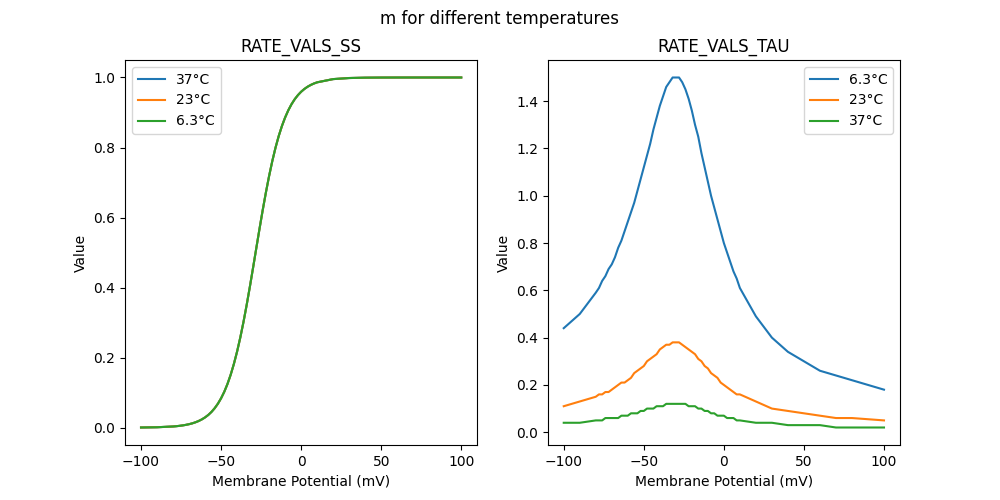 m for different temperatures
RATE_VALS_SS
37°C
23°C
6.3°C
1.0
0.8
0.6
0.4
0.2
0.0
Value
−100
−50
0
50
100
Membrane Potential (mV)
RATE_VALS_TAU
6.3°C
23°C
37°C
1.4
1.2
1.0
0.8
0.6
0.4
0.2
0.0
Value
−100
−50
0
50
100
Membrane Potential (mV)